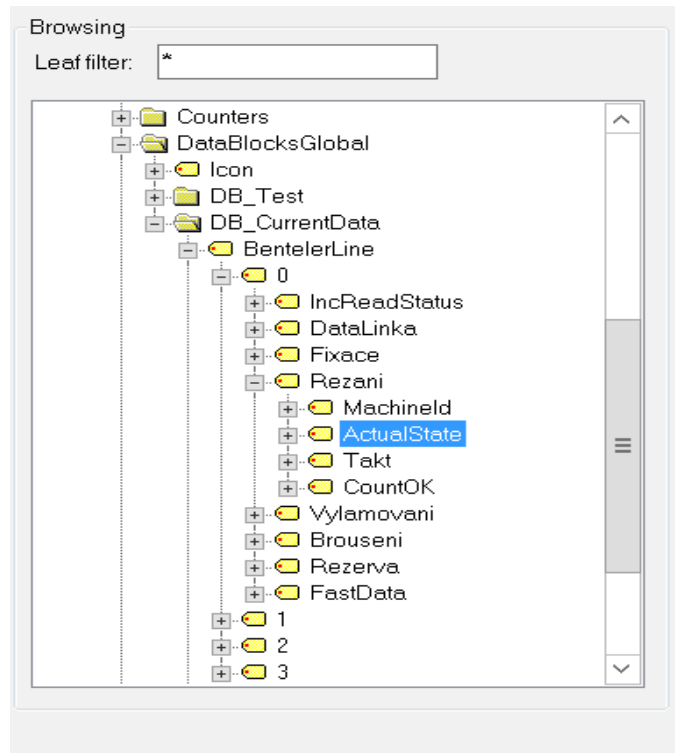 Browsing
Leaf filter: *
Counters
DataBlocksGlobal
Icon
DB_Test
DB_CurrentData
BentelerLine
0
IncReadStatus
DataLinka
Fixace
Rezani
MachineId
ActualState
Takt
CountOK
Vylamovani
Brouseni
Rezerva
FastData
1
2
3